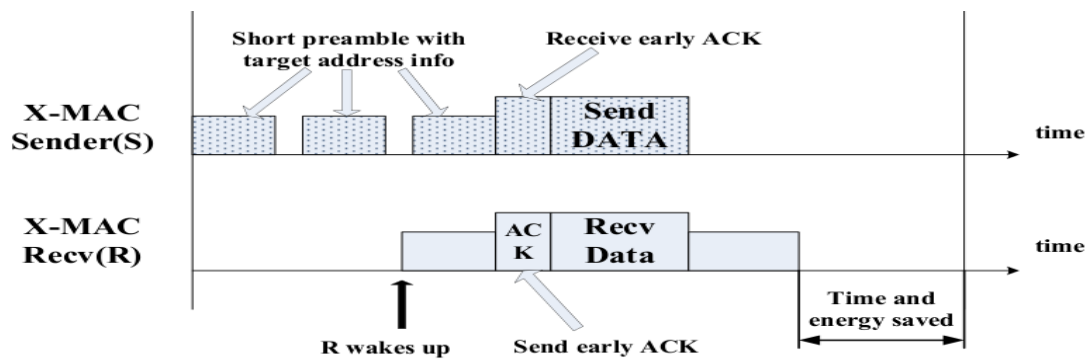 Short preamble with
target address info
Receive early ACK
X-MAC
Sender(S)
Send
DATA
time
X-MAC
Recv(R)
AC
K
Recv
Data
time
Time and
energy saved
R wakes up
Send early ACK